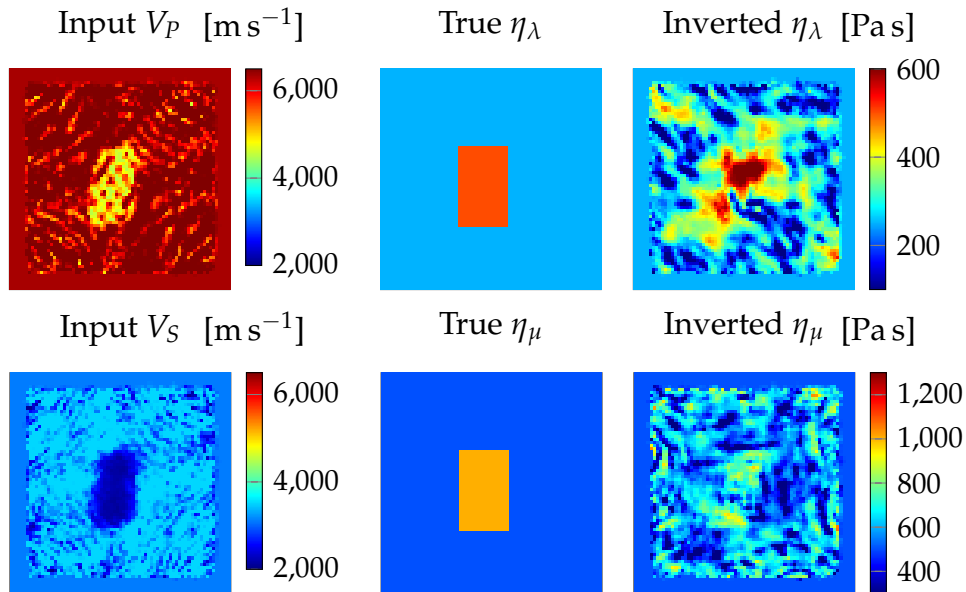 Input V_P [m s⁻¹]
True η_λ
Inverted η_λ [Pa s]
6,000
4,000
2,000
600
400
200
Input V_S [m s⁻¹]
True η_μ
Inverted η_μ [Pa s]
6,000
4,000
2,000
1,200
1,000
800
600
400